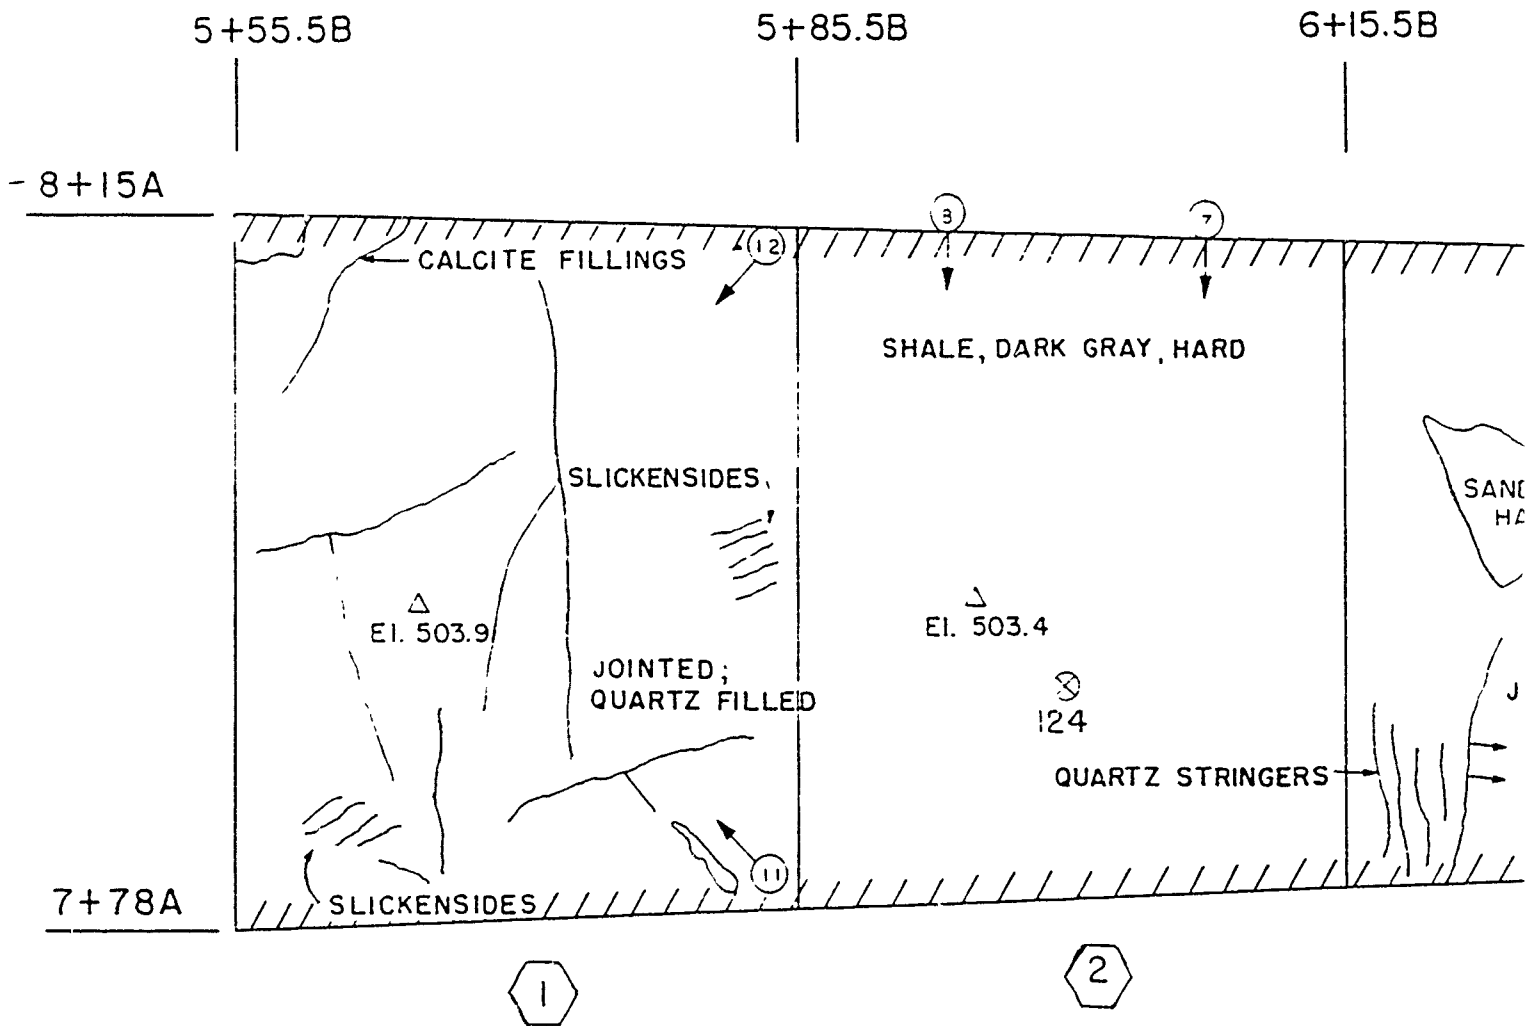 5+55.5B
5+85.5B
6+15.5B
8+15A
8
7
12
CALCITE FILLINGS
SHALE, DARK GRAY, HARD
SLICKENSIDES
SAND
HA
El. 503.9
El. 503.4
JOINTED;
QUARTZ FILLED
J
124
QUARTZ STRINGERS
11
7+78A
SLICKENSIDES
1
2